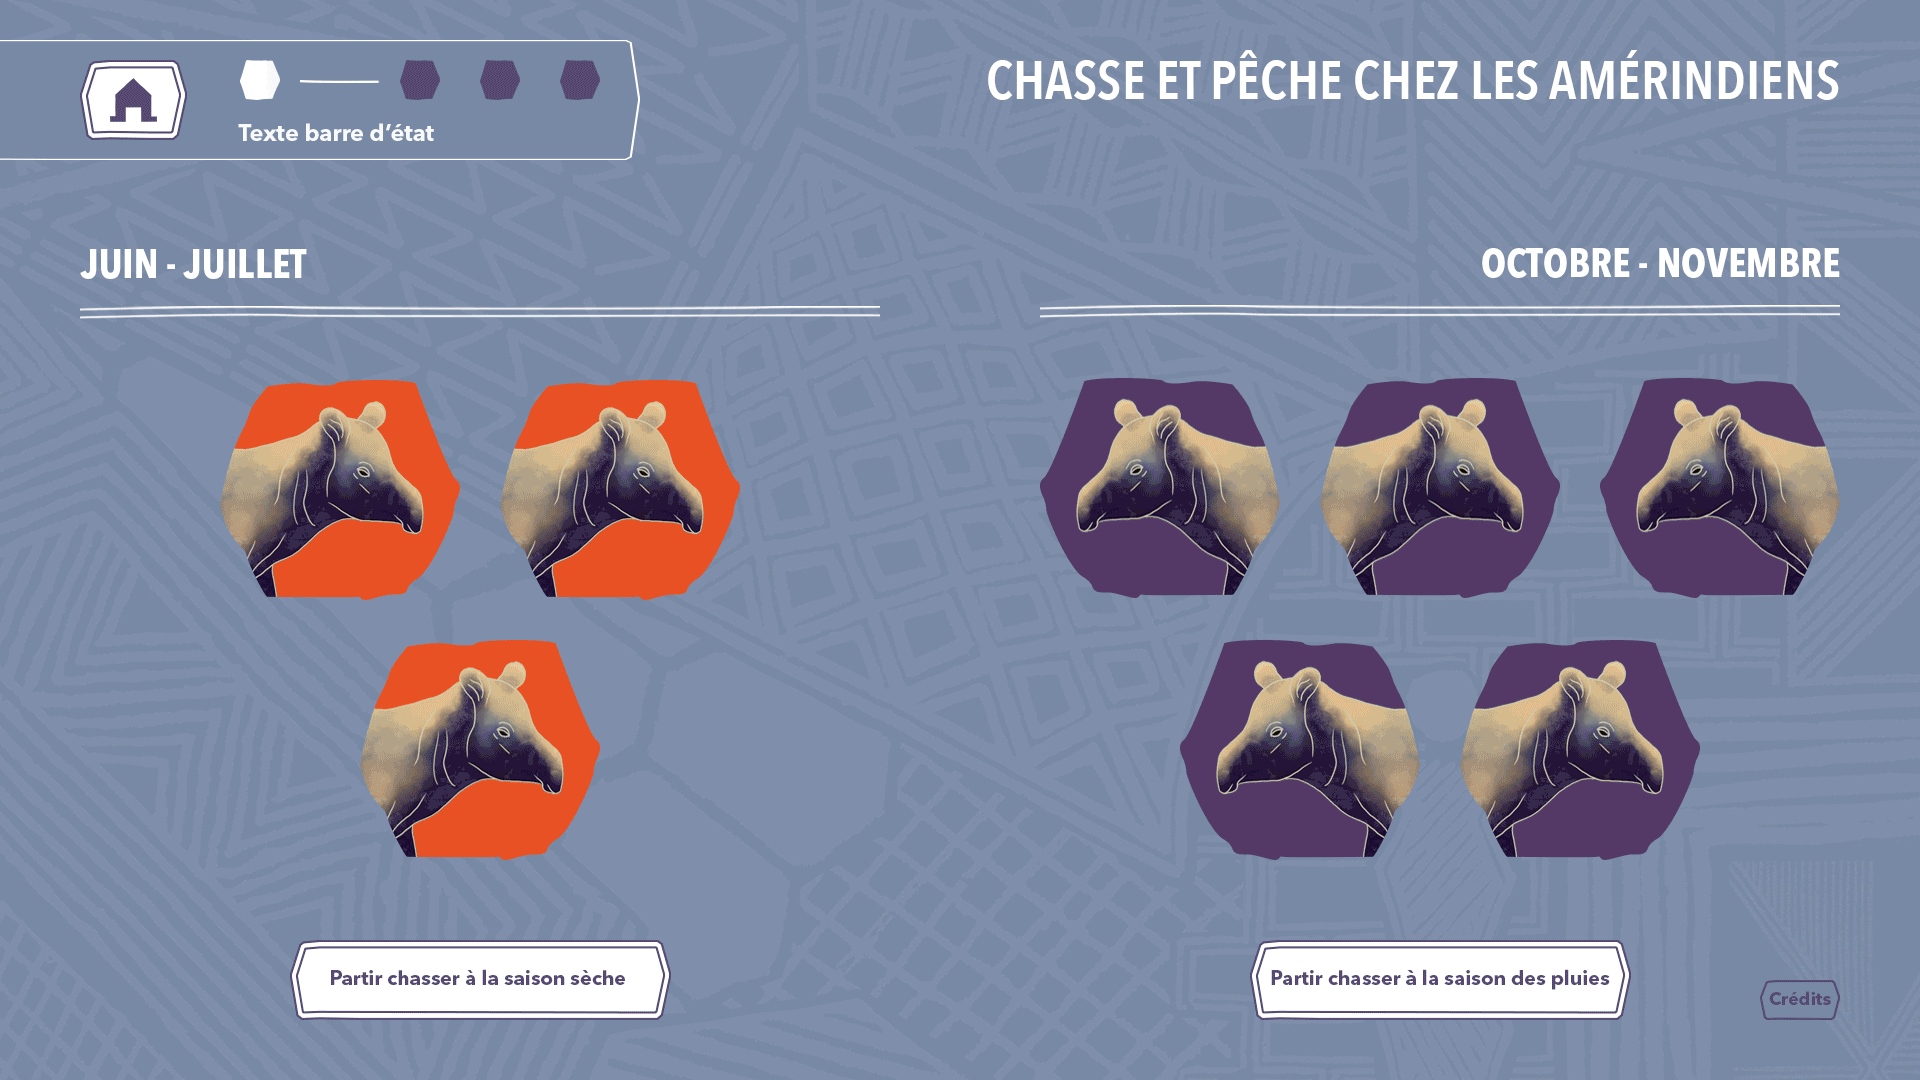 Texte barre d’état
CHASSE ET PÊCHE CHEZ LES AMÉRINDIENS
JUIN - JUILLET
OCTOBRE - NOVEMBRE
Partir chasser à la saison sèche
Partir chasser à la saison des pluies
Crédits